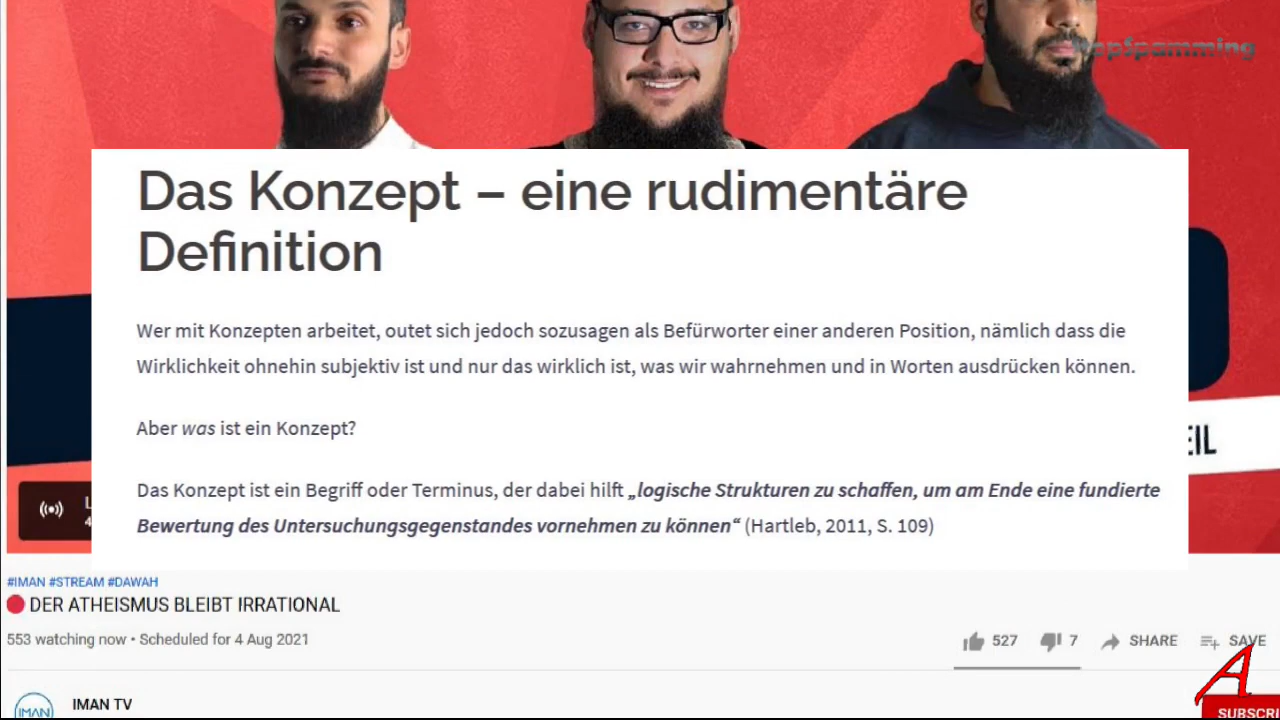 Das Konzept – eine rudimentäre
Definition
Wer mit Konzepten arbeitet, outet sich jedoch sozusagen als Befürworter einer anderen Position, nämlich dass die
Wirklichkeit ohnehin subjektiv ist und nur das wirklich ist, was wir wahrnehmen und in Worten ausdrücken können.
Aber was ist ein Konzept?
Das Konzept ist ein Begriff oder Terminus, der dabei hilft „logische Strukturen zu schaffen, um am Ende eine fundierte
Bewertung des Untersuchungsgegenstandes vornehmen zu können“ (Hartleb, 2011, S. 109)
#IMAN #STREAM #DAWAH
DER ATHEISMUS BLEIBT IRRATIONAL
553 watching now • Scheduled for 4 Aug 2021
527 7 SHARE SAVE
A
IMAN TV
IMAN